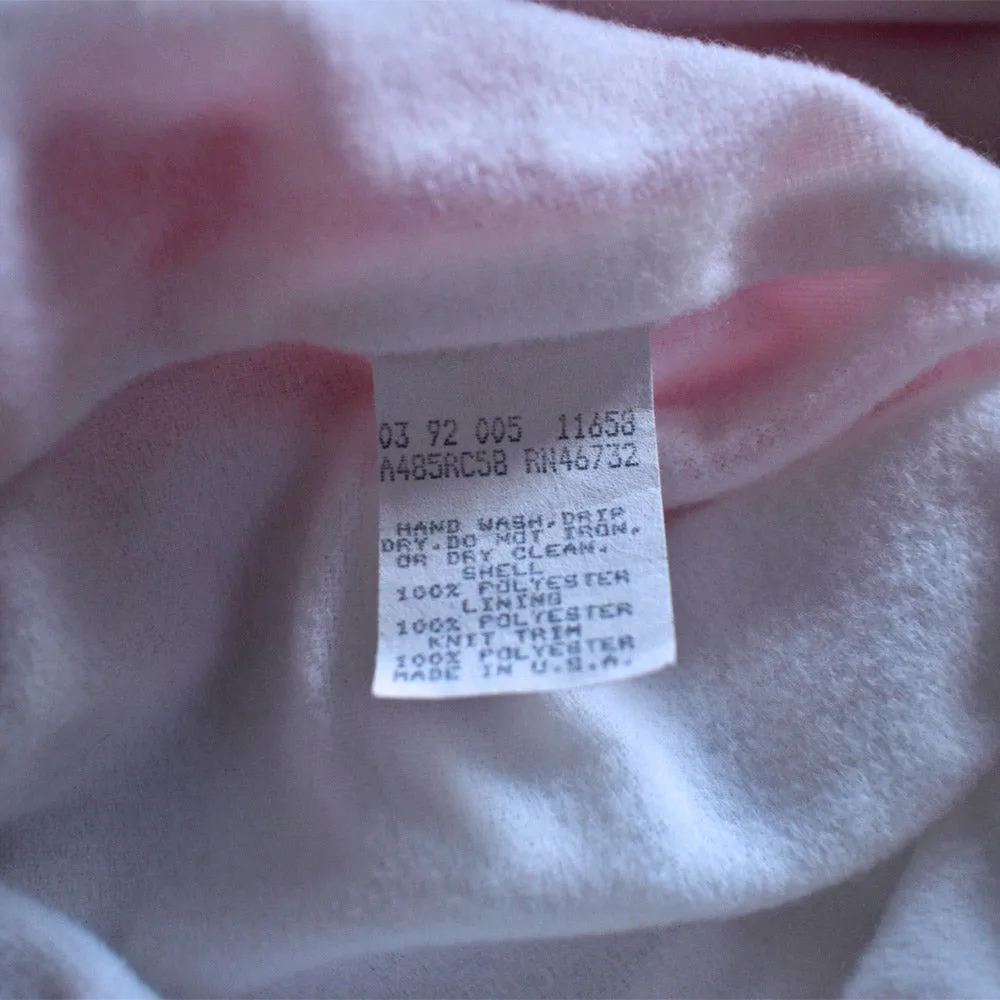 03 92 005 11658
A485RC58 RN46732
HAND WASH, DRIP
DRY. DO NOT IRON,
OR DRY CLEAN.
SHELL
100% POLYESTER
LINING
100% POLYESTER
KNIT TRIM
100% POLYESTER
MADE IN U.S.A.